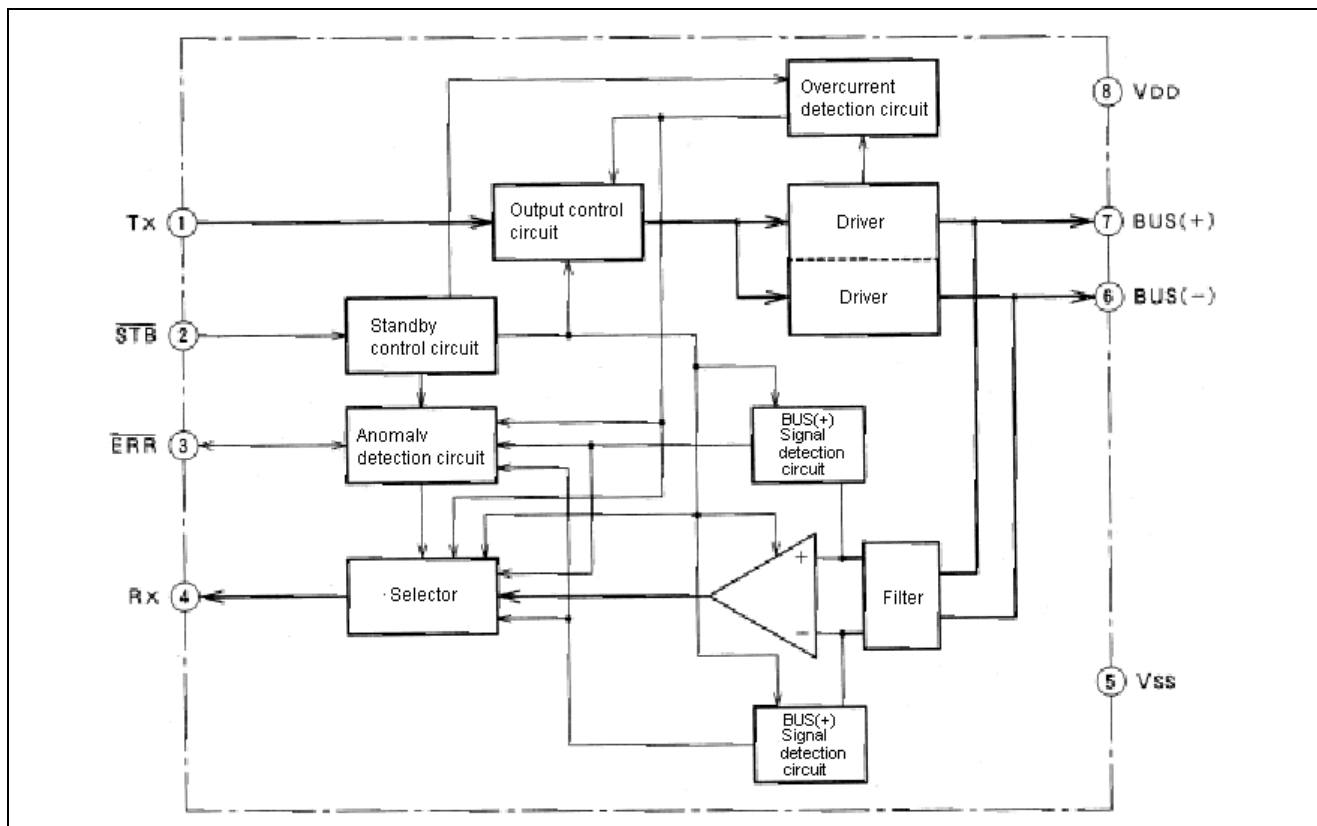 Overcurrent
detection circuit
8 VDD
Tx 1
Output control
circuit
Driver
7 BUS(+)
Driver
6 BUS(−)
STB 2
Standby
control circuit
ERR 3
Anomalv
detection circuit
BUS(+)
Signal
detection
circuit
Rx 4
·Selector
+
−
Filter
5 VSS
BUS(+)
Signal
detection
circuit